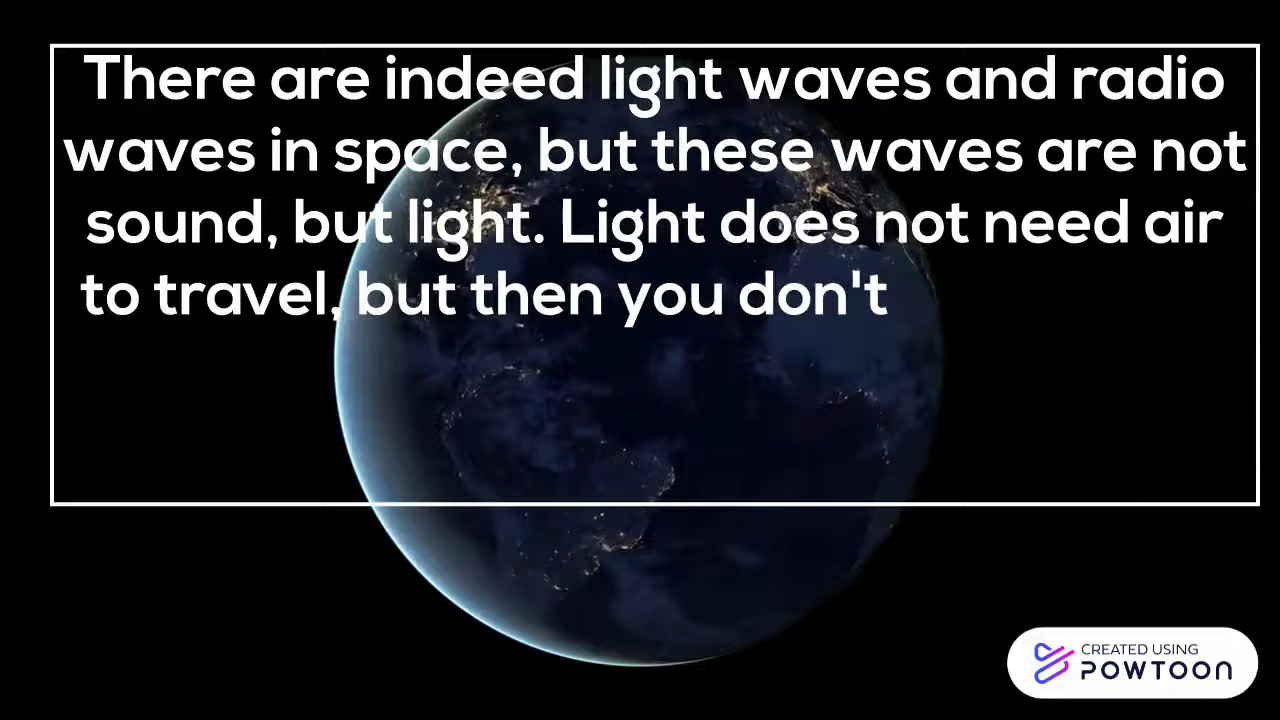 There are indeed light waves and radio
waves in space, but these waves are not
sound, but light. Light does not need air
to travel, but then you don't
CREATED USING
POWTOON